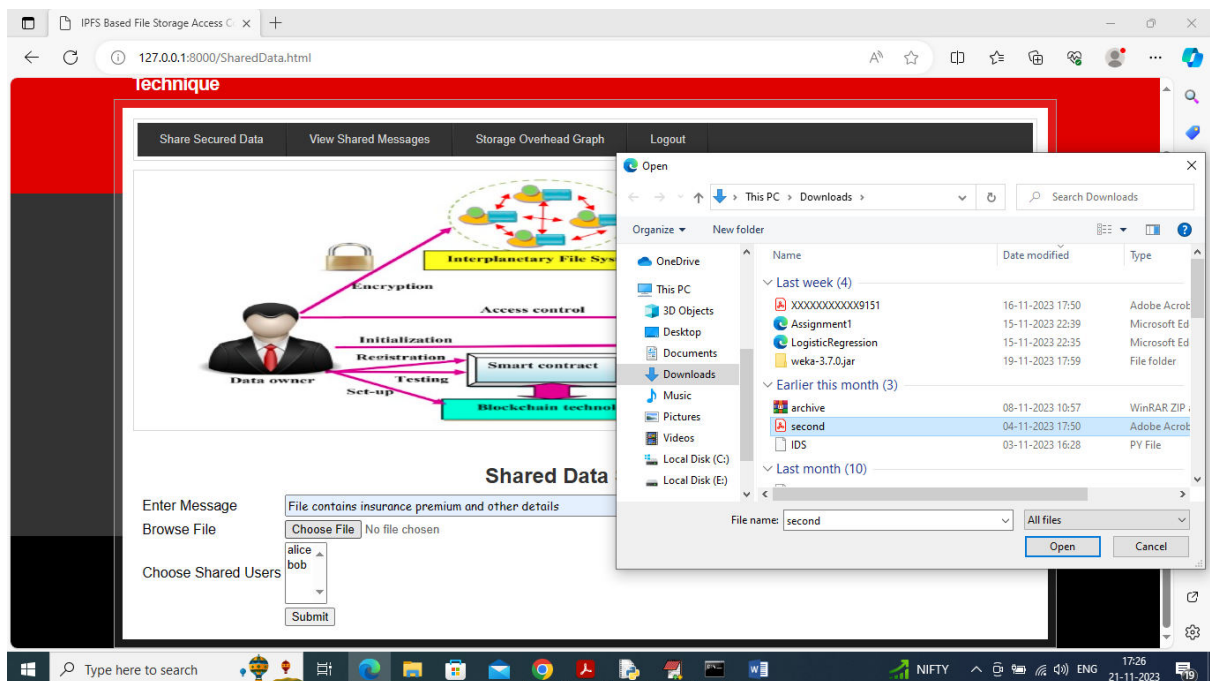 IPFS Based File Storage Access C
127.0.0.1:8000/SharedData.html
Technique
Share Secured Data View Shared Messages Storage Overhead Graph Logout
Interplanetary File Sys
Encryption
Access control
Initialization
Registration
Smart contract
Data owner
Testing
Set-up
Blockchain technol
Shared Data
Enter Message File contains insurance premium and other details
Browse File Choose File No file chosen
Choose Shared Users
alice
bob
Submit
Open
This PC > Downloads >
Search Downloads
Organize New folder
OneDrive
This PC
3D Objects
Desktop
Documents
Downloads
Music
Pictures
Videos
Local Disk (C:)
Local Disk (E:)
Name Date modified Type
Last week (4)
XXXXXXXXXXX9151 16-11-2023 17:50 Adobe Acrob
Assignment1 15-11-2023 22:39 Microsoft Ed
LogisticRegression 15-11-2023 22:35 Microsoft Ed
weka-3.7.0.jar 19-11-2023 17:59 File folder
Earlier this month (3)
archive 08-11-2023 10:57 WinRAR ZIP
second 04-11-2023 17:50 Adobe Acrob
IDS 03-11-2023 16:28 PY File
Last month (10)
File name: second All files
Open Cancel
Type here to search
NIFTY
ENG
17:26
21-11-2023
19